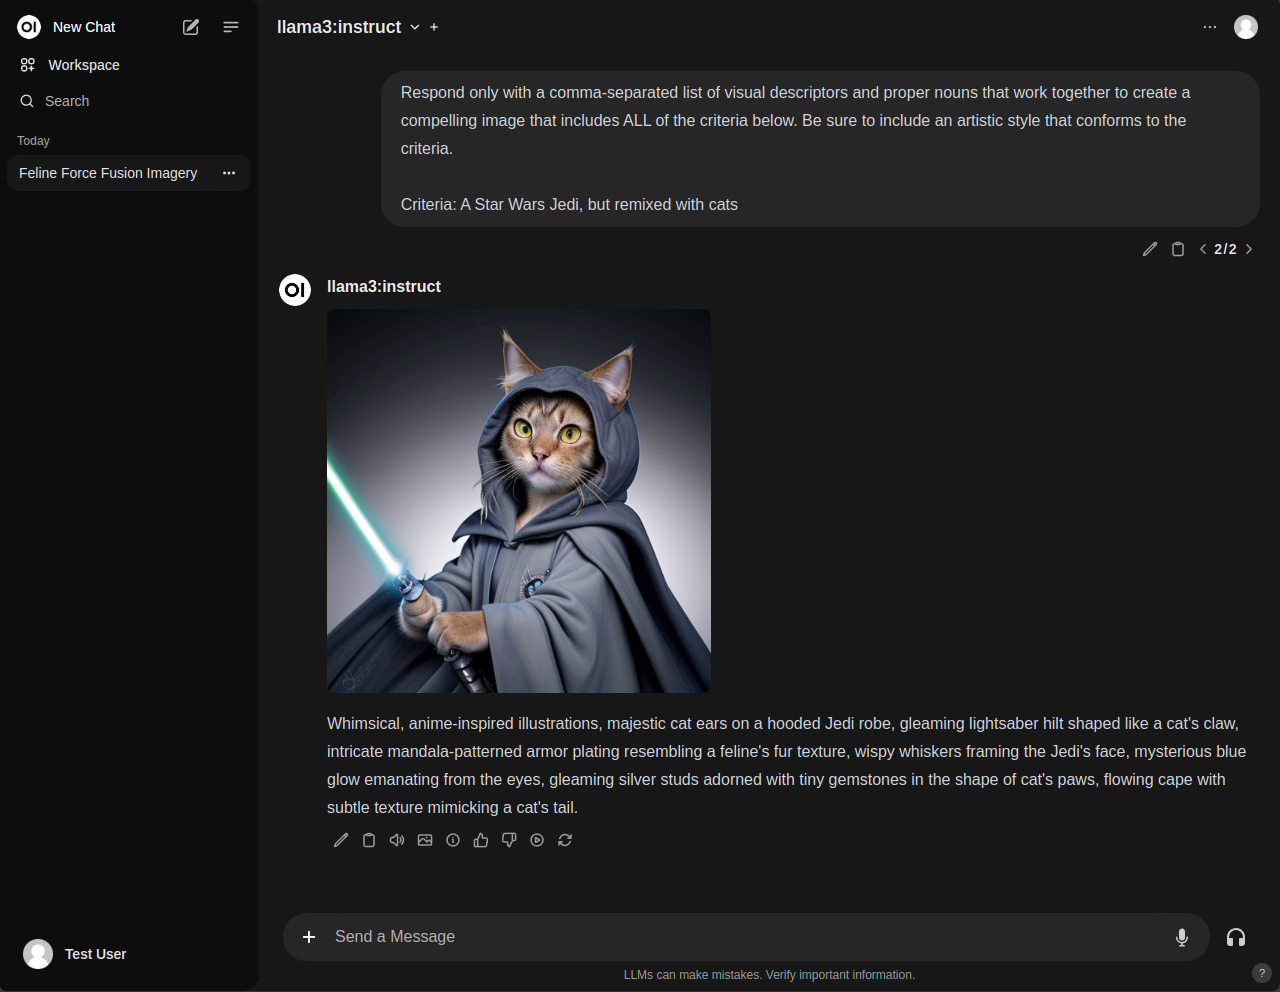 OI New Chat
Workspace
Search
Today
Feline Force Fusion Imagery
Test User
llama3:instruct
Respond only with a comma-separated list of visual descriptors and proper nouns that work together to create a
compelling image that includes ALL of the criteria below. Be sure to include an artistic style that conforms to the
criteria.
Criteria: A Star Wars Jedi, but remixed with cats
2/2
OI llama3:instruct
Whimsical, anime-inspired illustrations, majestic cat ears on a hooded Jedi robe, gleaming lightsaber hilt shaped like a cat's claw,
intricate mandala-patterned armor plating resembling a feline's fur texture, wispy whiskers framing the Jedi's face, mysterious blue
glow emanating from the eyes, gleaming silver studs adorned with tiny gemstones in the shape of cat's paws, flowing cape with
subtle texture mimicking a cat's tail.
Send a Message
LLMs can make mistakes. Verify important information.
?